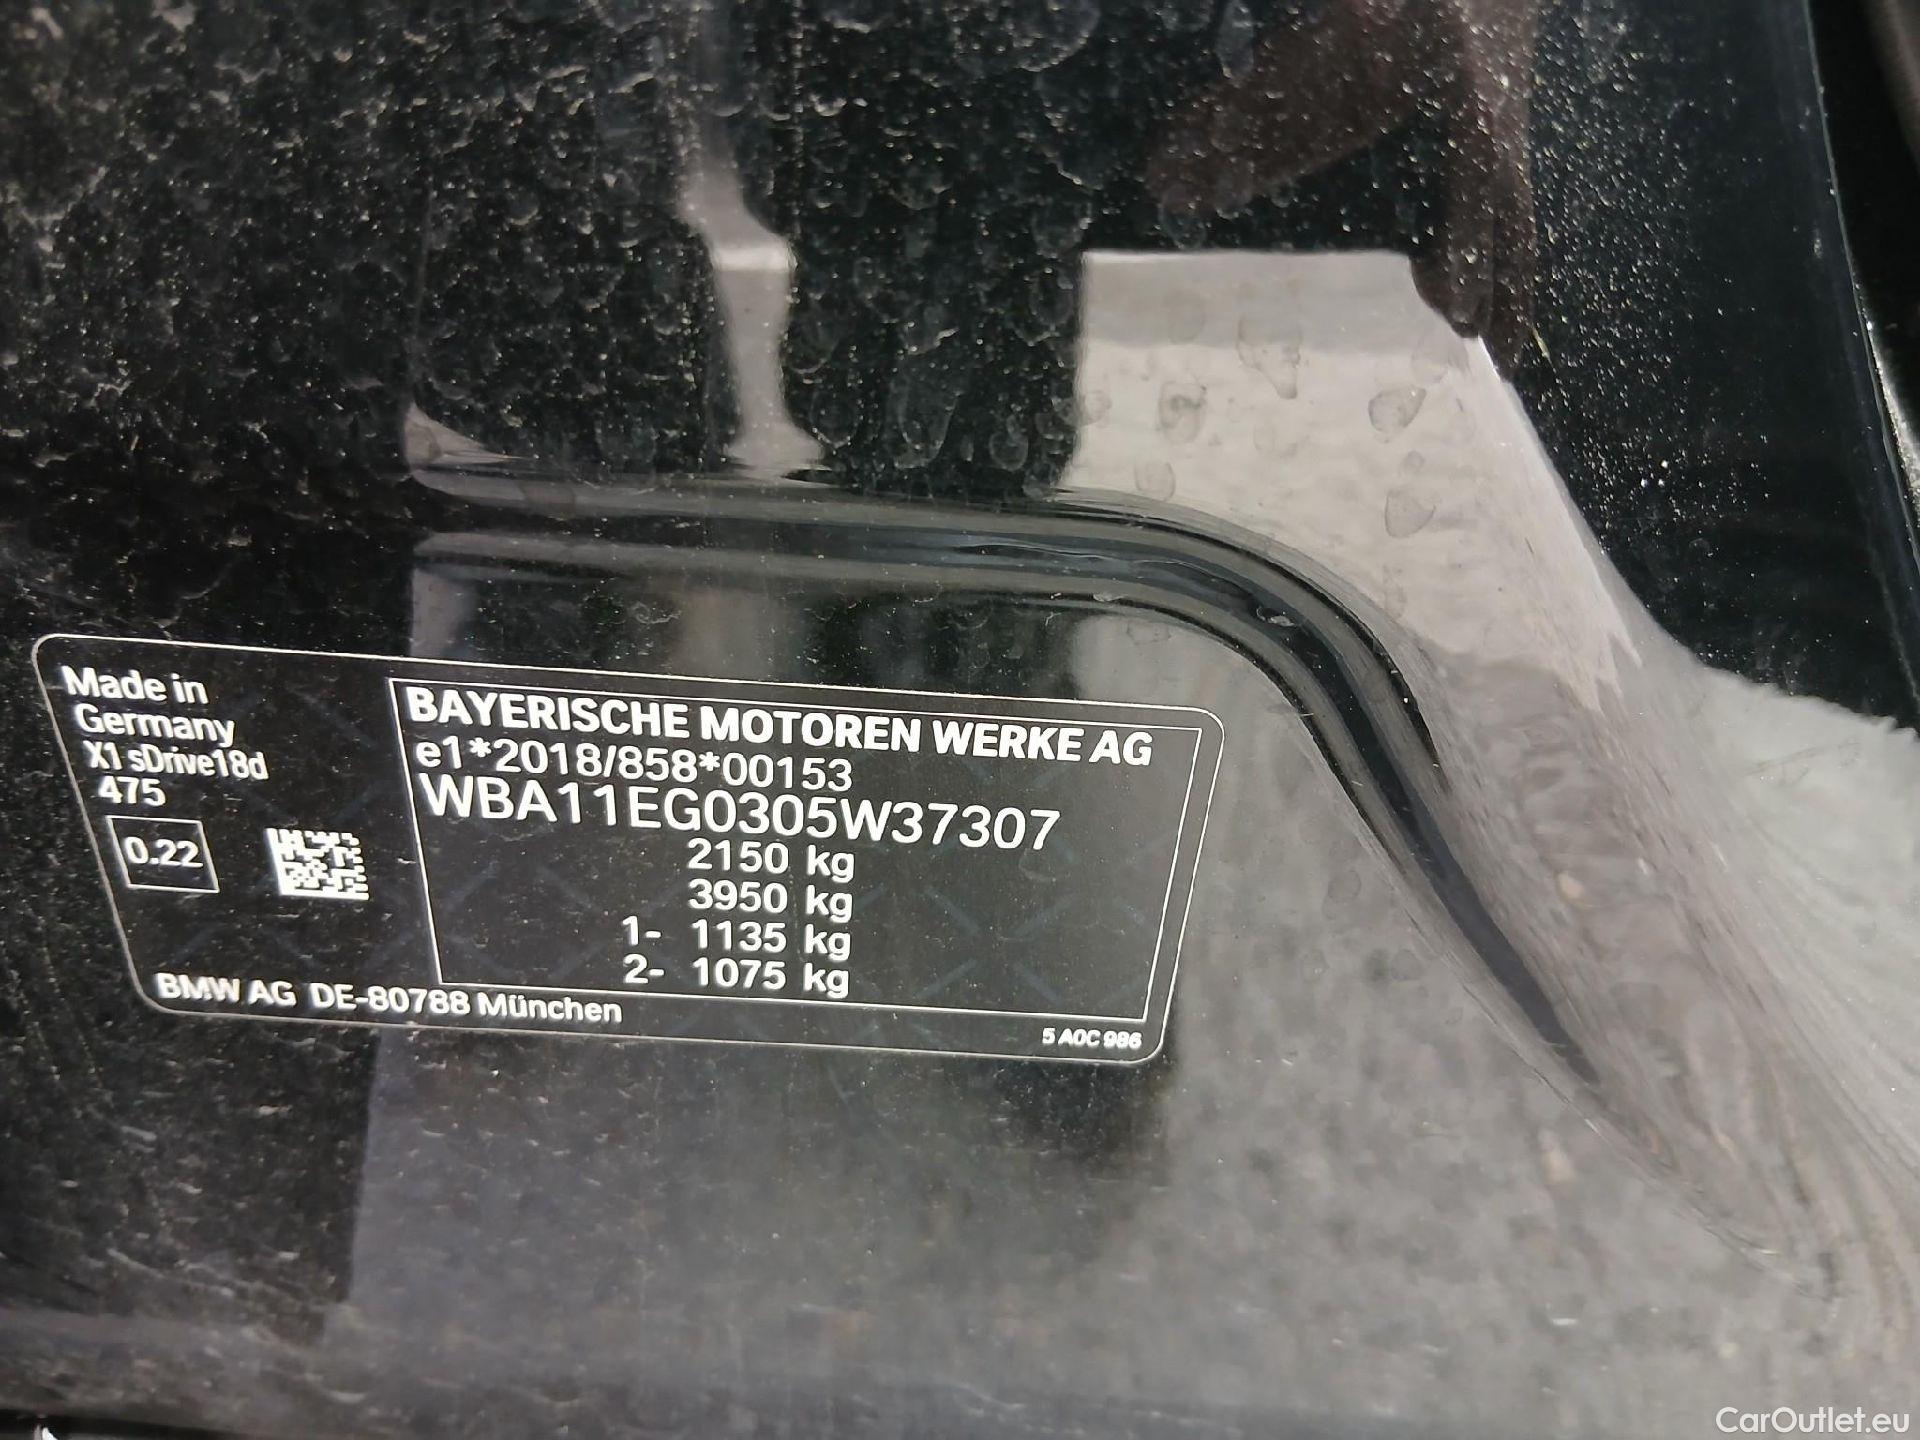 Made in
Germany
X1 sDrive18d
475
0.22
BAYERISCHE MOTOREN WERKE AG
e1*2018/858*00153
WBA11EG0305W37307
2150 kg
3950 kg
1- 1135 kg
2- 1075 kg
BMW AG DE-80788 München
5 A0C 986
CarOutlet.eu